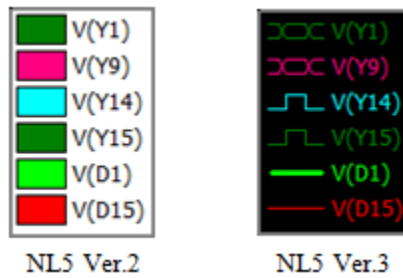 V(Y1)
V(Y9)
V(Y14)
V(Y15)
V(D1)
V(D15)
NL5 Ver.2
V(Y1)
V(Y9)
V(Y14)
V(Y15)
V(D1)
V(D15)
NL5 Ver.3